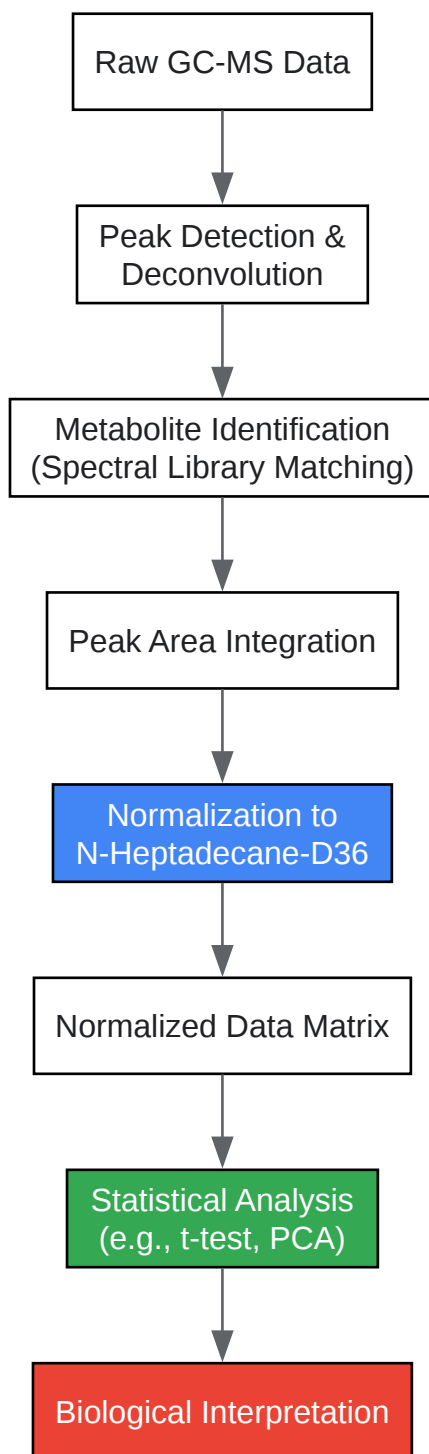 Raw GC-MS Data
Peak Detection &
Deconvolution
Metabolite Identification
(Spectral Library Matching)
Peak Area Integration
Normalization to
N-Heptadecane-D36
Normalized Data Matrix
Statistical Analysis
(e.g., t-test, PCA)
Biological Interpretation